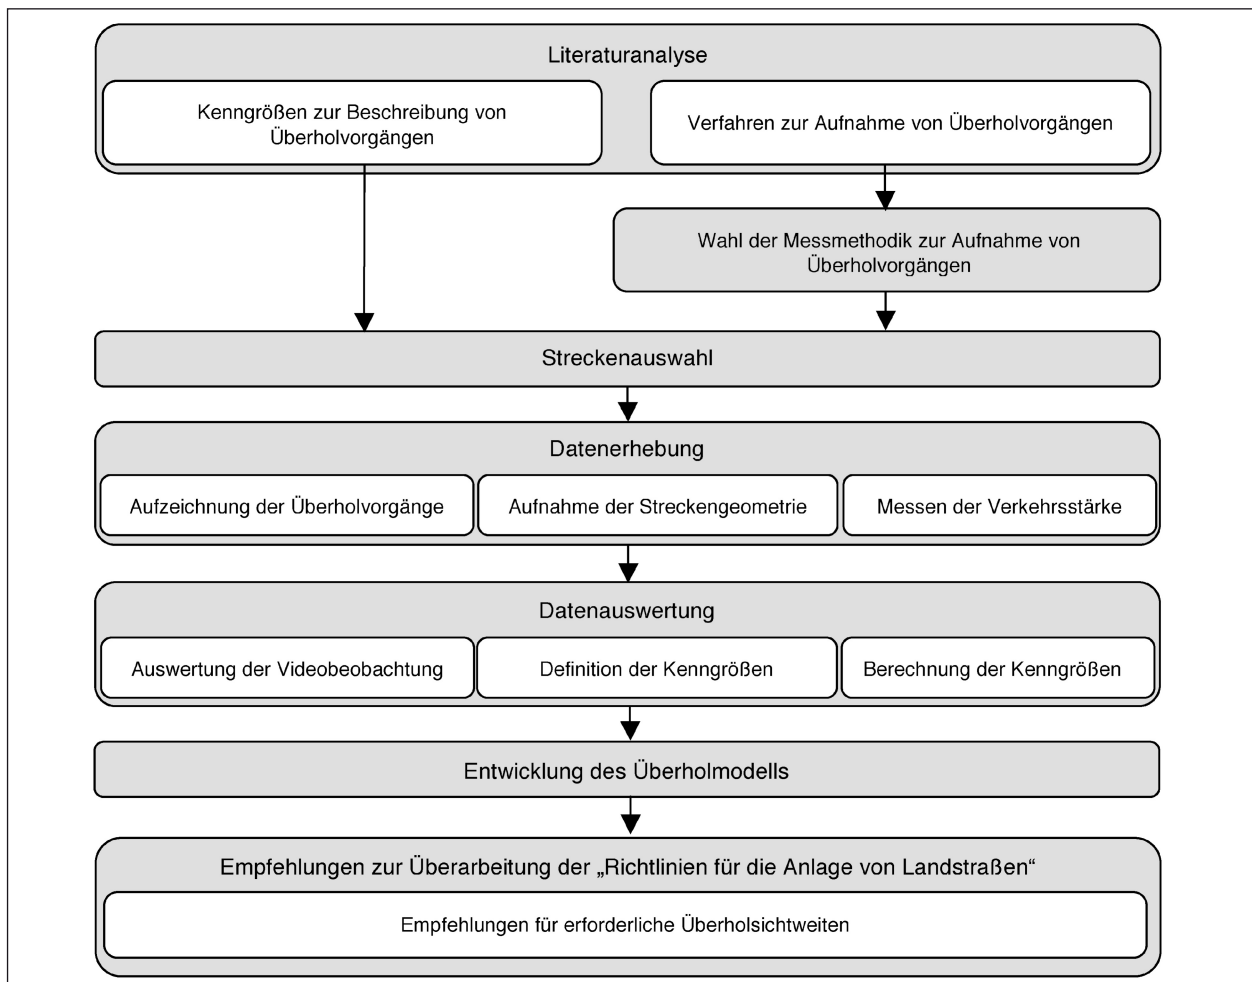 Literaturanalyse
Kenngrößen zur Beschreibung von
Überholvorgängen
Verfahren zur Aufnahme von Überholvorgängen
Wahl der Messmethodik zur Aufnahme von
Überholvorgängen
Streckenauswahl
Datenerhebung
Aufzeichnung der Überholvorgänge
Aufnahme der Streckengeometrie
Messen der Verkehrsstärke
Datenauswertung
Auswertung der Videobeobachtung
Definition der Kenngrößen
Berechnung der Kenngrößen
Entwicklung des Überholmodells
Empfehlungen zur Überarbeitung der „Richtlinien für die Anlage von Landstraßen“
Empfehlungen für erforderliche Überholsichtweiten